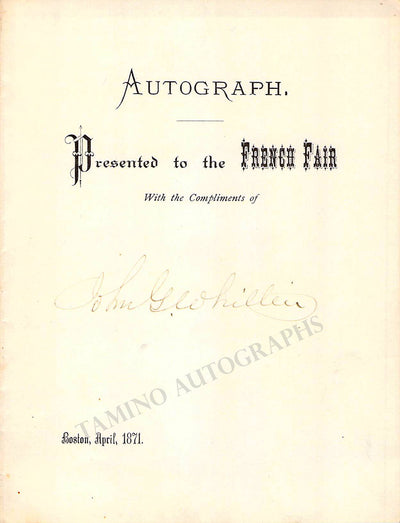 AUTOGRAPH.
Presented to the FRENCH FAIR
With the Compliments of
John G. Whittier
TAMINO AUTOGRAPHS
Boston, April, 1871.